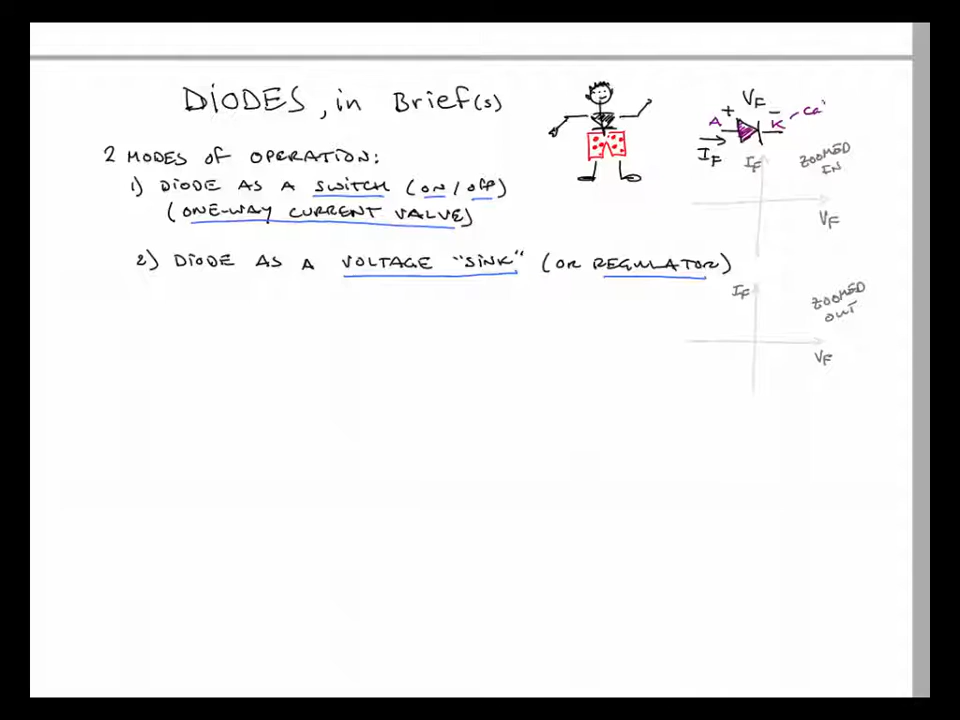 DIODES, in Brief(s)
2 MODES OF OPERATION:
1) DIODE AS A SWITCH (ON/OFF)
(ONE-WAY CURRENT VALVE)
2) DIODE AS A VOLTAGE "SINK" (OR REGULATOR)
VF
+ −
A K Ca
IF
IF
ZOOMED
IN
VF
IF
ZOOMED
OUT
VF